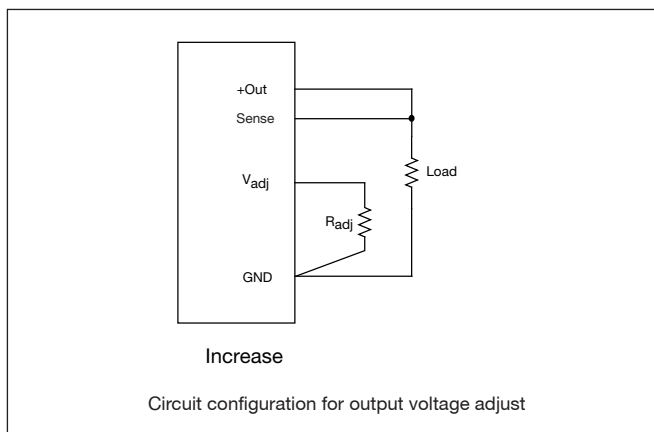 +Out
Sense
Load
Vadj
Radj
GND
Increase
Circuit configuration for output voltage adjust